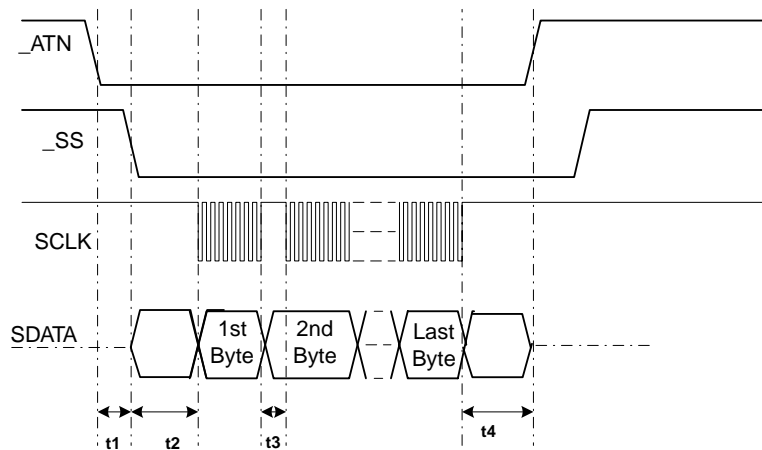 _ATN
_SS
SCLK
SDATA
1st
Byte
2nd
Byte
Last
Byte
t1
t2
t3
t4